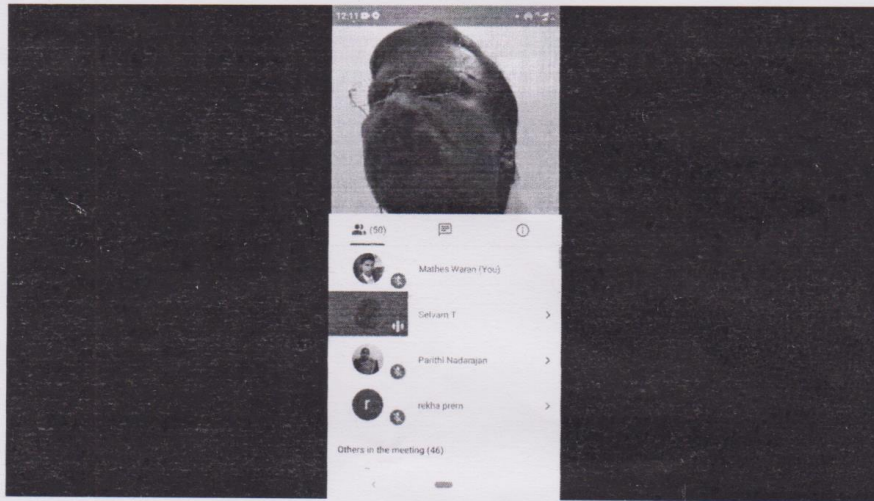 12:11
(50)
Mathes Waran (You)
Selvam T
Parithi Nadarajan
r
rekha prem
Others in the meeting (46)